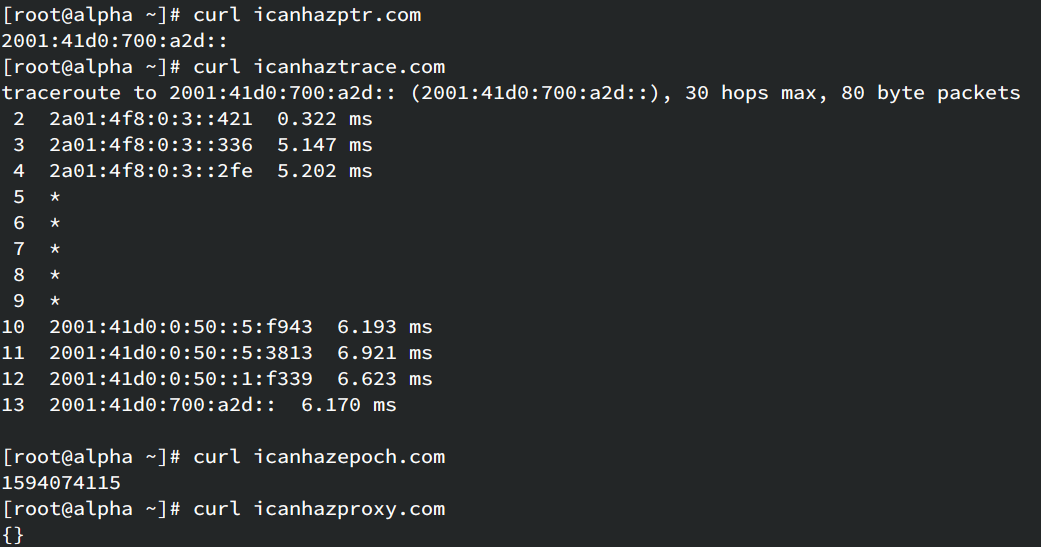 [root@alpha ~]# curl icanhazptr.com
2001:41d0:700:a2d::
[root@alpha ~]# curl icanhaztrace.com
traceroute to 2001:41d0:700:a2d:: (2001:41d0:700:a2d::), 30 hops max, 80 byte packets
 2  2a01:4f8:0:3::421  0.322 ms
 3  2a01:4f8:0:3::336  5.147 ms
 4  2a01:4f8:0:3::2fe  5.202 ms
 5  *
 6  *
 7  *
 8  *
 9  *
10  2001:41d0:0:50::5:f943  6.193 ms
11  2001:41d0:0:50::5:3813  6.921 ms
12  2001:41d0:0:50::1:f339  6.623 ms
13  2001:41d0:700:a2d::  6.170 ms
[root@alpha ~]# curl icanhazepoch.com
1594074115
[root@alpha ~]# curl icanhazproxy.com
{}